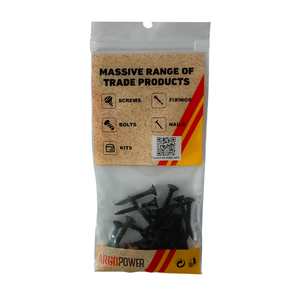 MASSIVE RANGE OF
TRADE PRODUCTS
SCREWS
FIXINGS
BOLTS
NAILS
KITS
ARGOPOWER